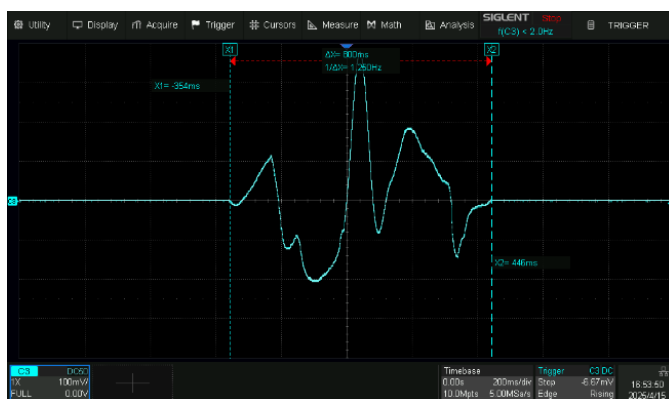 Utility Display Acquire Trigger Cursors Measure Math Analysis SIGLENT Stop TRIGGER
f(C3) < 2.0Hz
X1 X2
ΔX= 800ms
1/ΔX= 1.250Hz
X1= -354ms
C3
X2= 446ms
C3 DC50
1X 100mV/
FULL 0.00V
Timebase
0.00s 200ms/div
10.0Mpts 5.00MSa/s
Trigger C3 DC
Stop -6.67mV
Edge Rising
16:53:50
2025/4/15